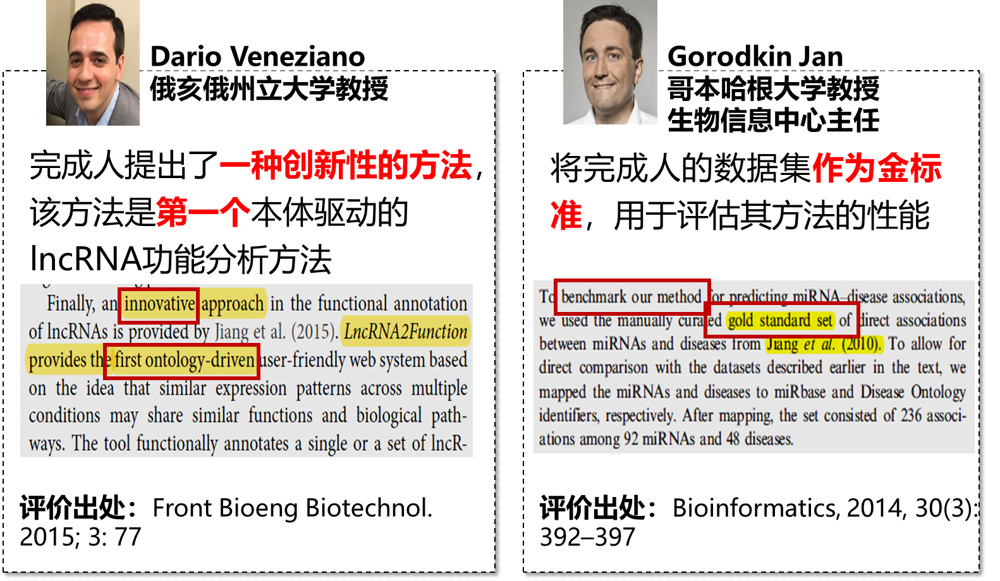 Dario Veneziano
俄亥俄州立大学教授
完成人提出了一种创新性的方法，
该方法是第一个本体驱动的
lncRNA功能分析方法
Finally, an innovative approach in the functional annotation
of lncRNAs is provided by Jiang et al. (2015). LncRNA2Function
provides the first ontology-driven user-friendly web system based
on the idea that similar expression patterns across multiple
conditions may share similar functions and biological path-
ways. The tool functionally annotates a single or a set of lncR-
评价出处：Front Bioeng Biotechnol.
2015; 3: 77
Gorodkin Jan
哥本哈根大学教授
生物信息中心主任
将完成人的数据集作为金标
准，用于评估其方法的性能
To benchmark our method for predicting miRNA–disease associations,
we used the manually curated gold standard set of direct associations
between miRNAs and diseases from Jiang et al. (2010). To allow for
direct comparison with the datasets described earlier in the text, we
mapped the miRNAs and diseases to miRbase and Disease Ontology
identifiers, respectively. After mapping, the set consisted of 236 associ-
ations among 92 miRNAs and 48 diseases.
评价出处：Bioinformatics, 2014, 30(3):
392–397